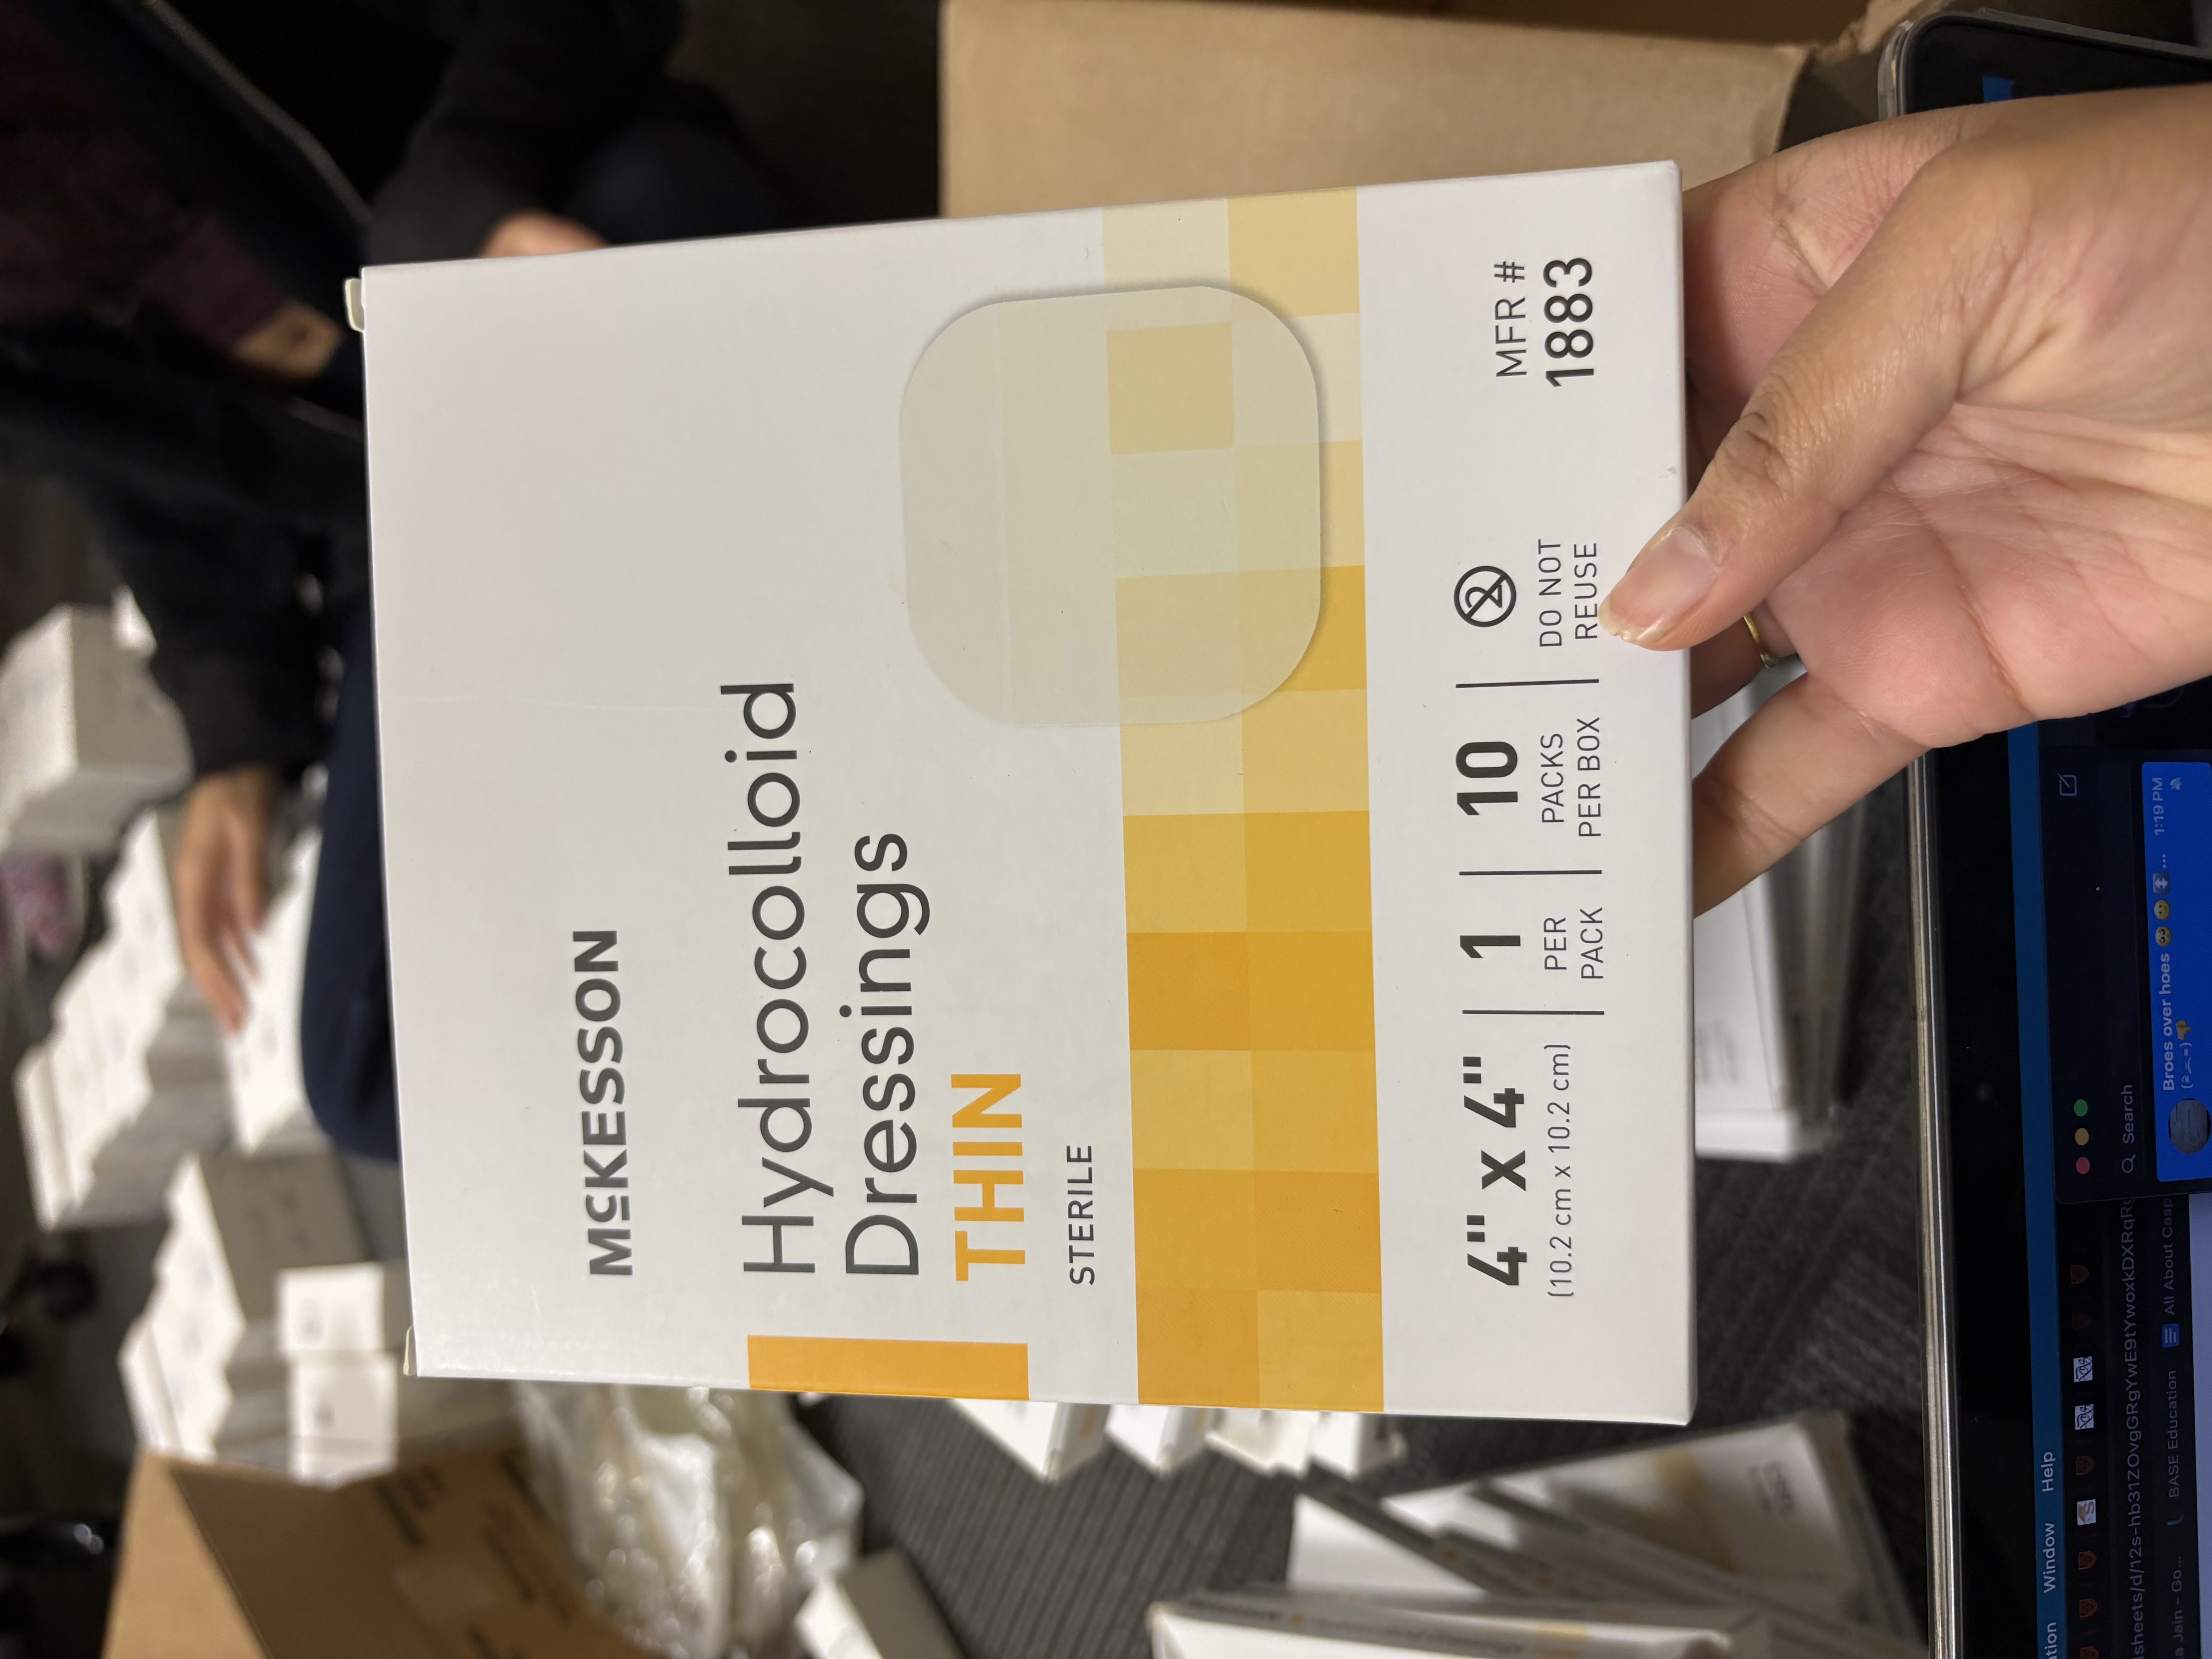 McKESSON
Hydrocolloid
Dressings
THIN
STERILE
4" x 4"
(10.2 cm x 10.2 cm)
1
PER
PACK
10
PACKS
PER BOX
2
DO NOT
REUSE
MFR #
1883
Window Help
BASE Education
All About Casp
Search
Broes over hoes
1:19 PM